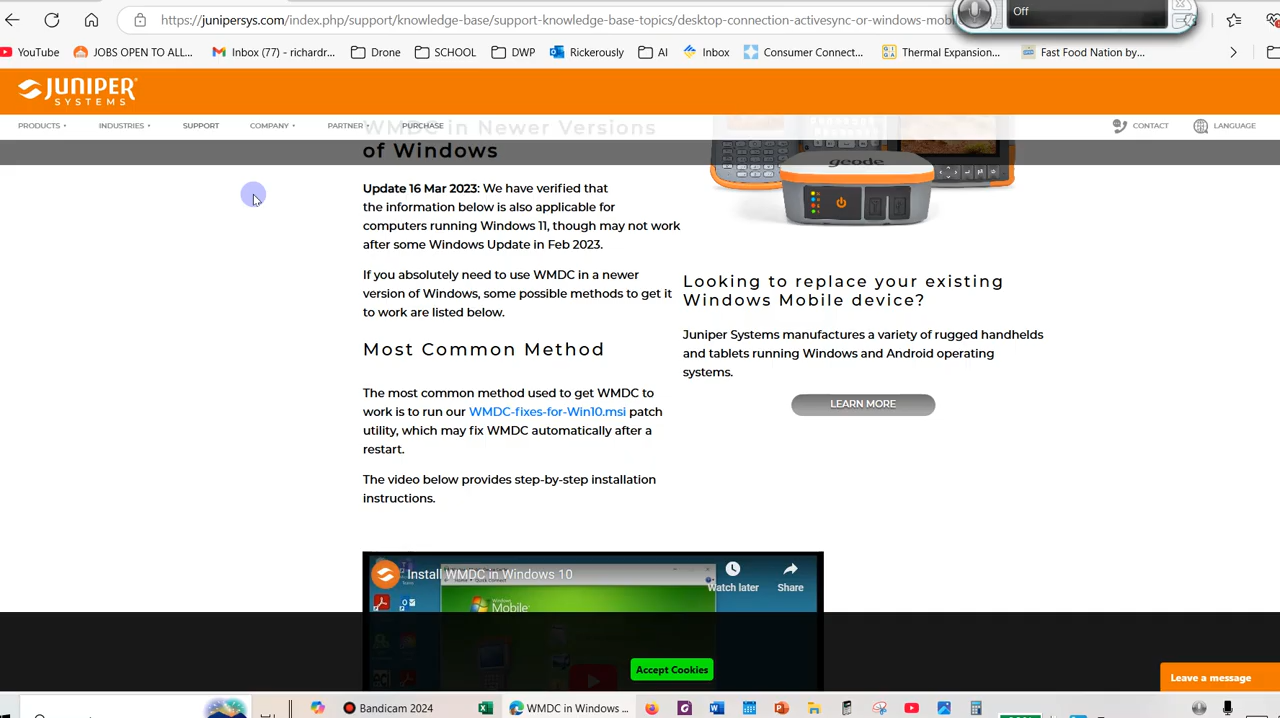 Off
https://junipersys.com/index.php/support/knowledge-base/support-knowledge-base-topics/desktop-connection-activesync-or-windows-mobi
YouTube
JOBS OPEN TO ALL...
Inbox (77) - richardr...
Drone
SCHOOL
DWP
Rickerously
AI
Inbox
Consumer Connect...
Thermal Expansion...
Fast Food Nation by...
JUNIPER
SYSTEMS
PRODUCTS
INDUSTRIES
SUPPORT
COMPANY
PARTNER
PURCHASE
CONTACT
LANGUAGE
WMDC in Newer Versions
of Windows
Update 16 Mar 2023: We have verified that
the information below is also applicable for
computers running Windows 11, though may not work
after some Windows Update in Feb 2023.
If you absolutely need to use WMDC in a newer
version of Windows, some possible methods to get it
to work are listed below.
Most Common Method
The most common method used to get WMDC to
work is to run our WMDC-fixes-for-Win10.msi patch
utility, which may fix WMDC automatically after a
restart.
The video below provides step-by-step installation
instructions.
geode
Looking to replace your existing
Windows Mobile device?
Juniper Systems manufactures a variety of rugged handhelds
and tablets running Windows and Android operating
systems.
LEARN MORE
Install WMDC in Windows 10
Watch later
Share
Windows
Mobile
Accept Cookies
Leave a message
Bandicam 2024
WMDC in Windows ...